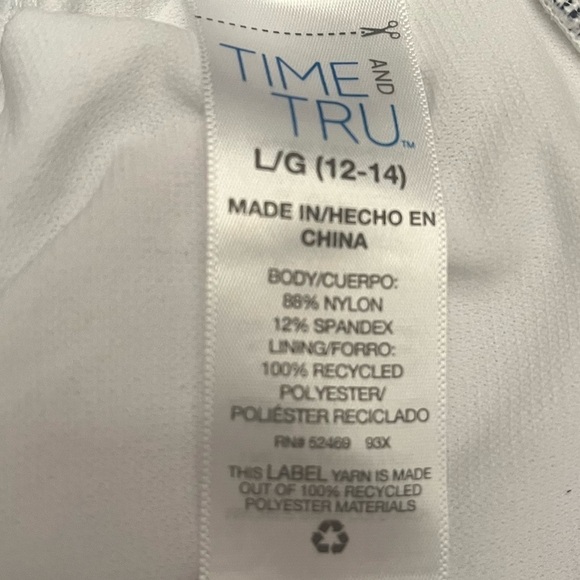 TIME AND
TRU™
L/G (12-14)
MADE IN/HECHO EN
CHINA
BODY/CUERPO:
88% NYLON
12% SPANDEX
LINING/FORRO:
100% RECYCLED
POLYESTER/
POLIÉSTER RECICLADO
RN# 52469 93X
THIS LABEL YARN IS MADE
OUT OF 100% RECYCLED
POLYESTER MATERIALS